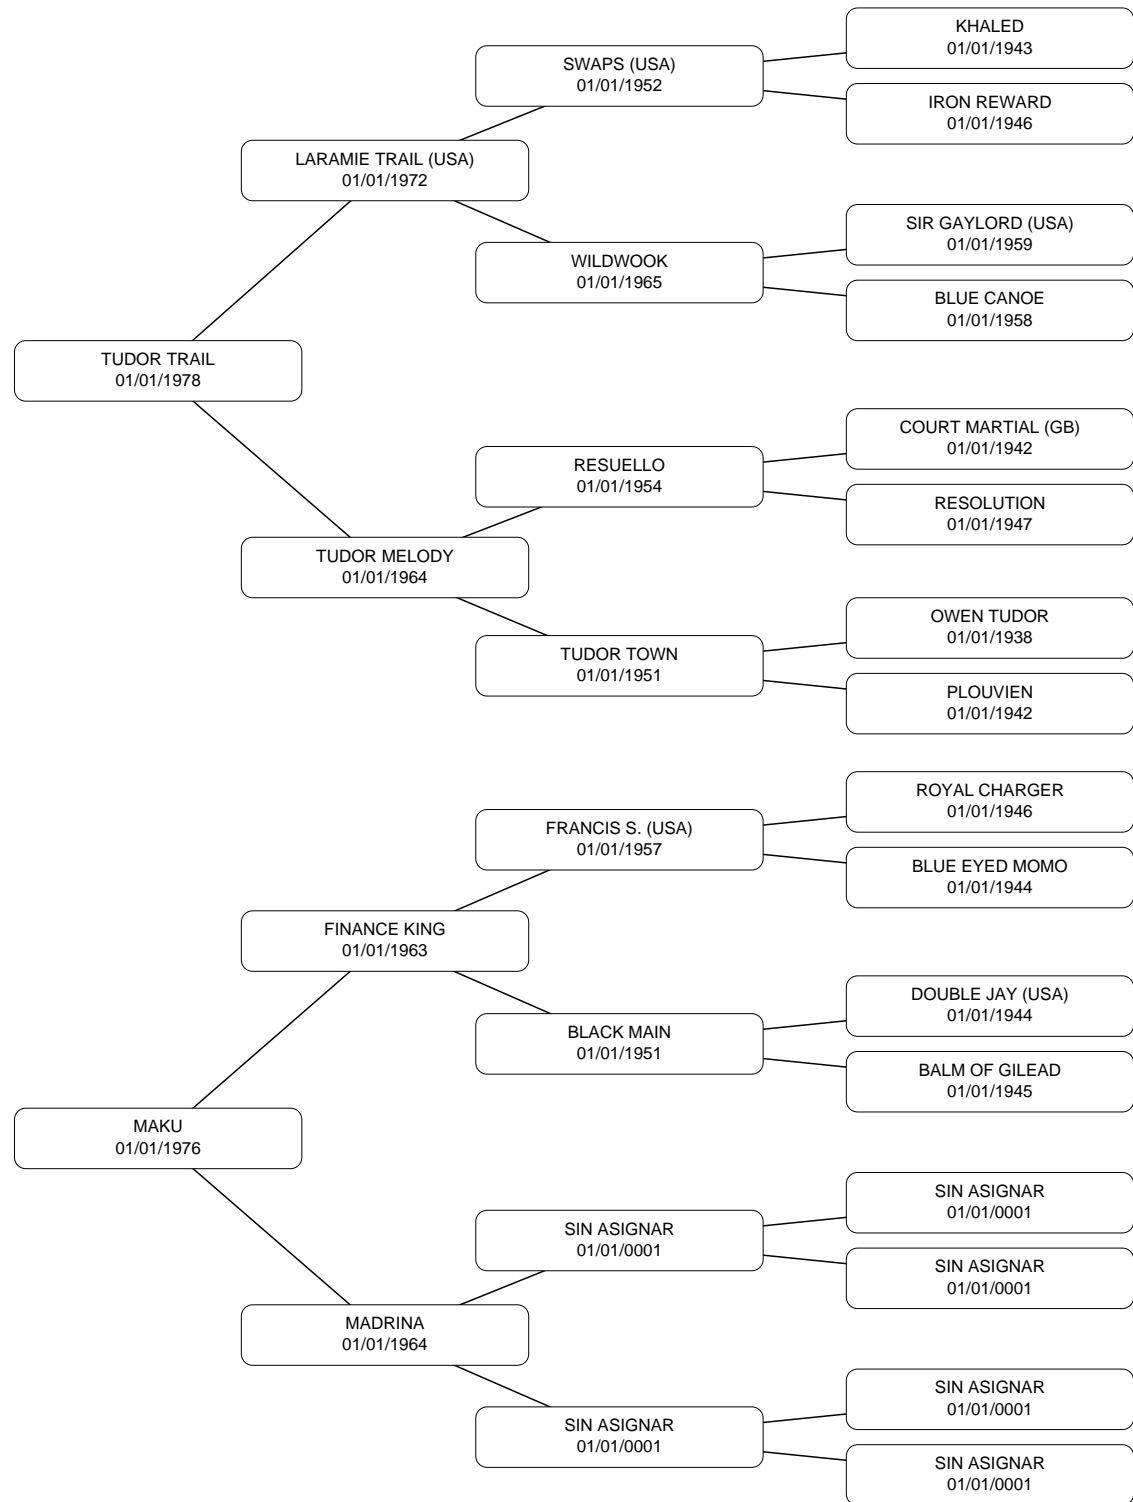 KHALED
01/01/1943
SWAPS (USA)
01/01/1952
IRON REWARD
01/01/1946
LARAMIE TRAIL (USA)
01/01/1972
SIR GAYLORD (USA)
01/01/1959
WILDWOOK
01/01/1965
BLUE CANOE
01/01/1958
TUDOR TRAIL
01/01/1978
COURT MARTIAL (GB)
01/01/1942
RESUELLO
01/01/1954
RESOLUTION
01/01/1947
TUDOR MELODY
01/01/1964
OWEN TUDOR
01/01/1938
TUDOR TOWN
01/01/1951
PLOUVIEN
01/01/1942
ROYAL CHARGER
01/01/1946
FRANCIS S. (USA)
01/01/1957
BLUE EYED MOMO
01/01/1944
FINANCE KING
01/01/1963
DOUBLE JAY (USA)
01/01/1944
BLACK MAIN
01/01/1951
BALM OF GILEAD
01/01/1945
MAKU
01/01/1976
SIN ASIGNAR
01/01/0001
SIN ASIGNAR
01/01/0001
SIN ASIGNAR
01/01/0001
MADRINA
01/01/1964
SIN ASIGNAR
01/01/0001
SIN ASIGNAR
01/01/0001
SIN ASIGNAR
01/01/0001